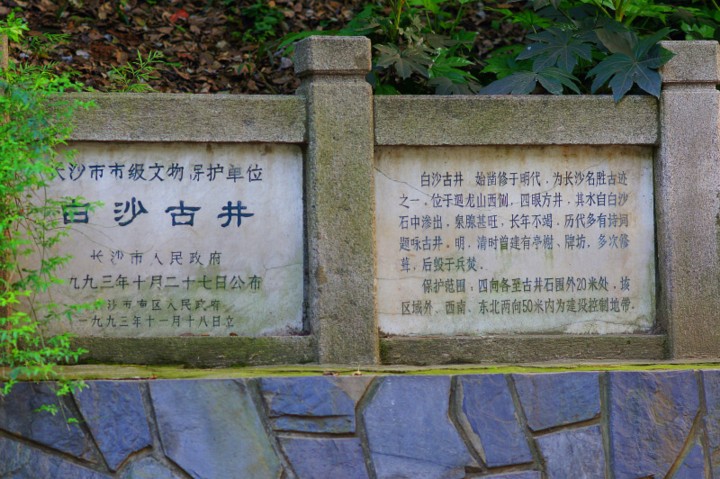 长沙市市级文物保护单位
白沙古井
长沙市人民政府
九九三年十月二十七日公布
沙市南区人民政府
一九九三年十一月十八日立
白沙古井，始凿修于明代，为长沙名胜古迹
之一，位于廻龙山西侧，四眼方井，其水自白沙
石中渗出，泉脉甚旺，长年不竭，历代多有诗词
题咏古井。明、清时曾建有亭榭、牌坊，多次修
葺，后毁于兵燹。
保护范围：四向各至古井石围外20米处，拔
区域外，西南、东北两向50米内为建设控制地带。